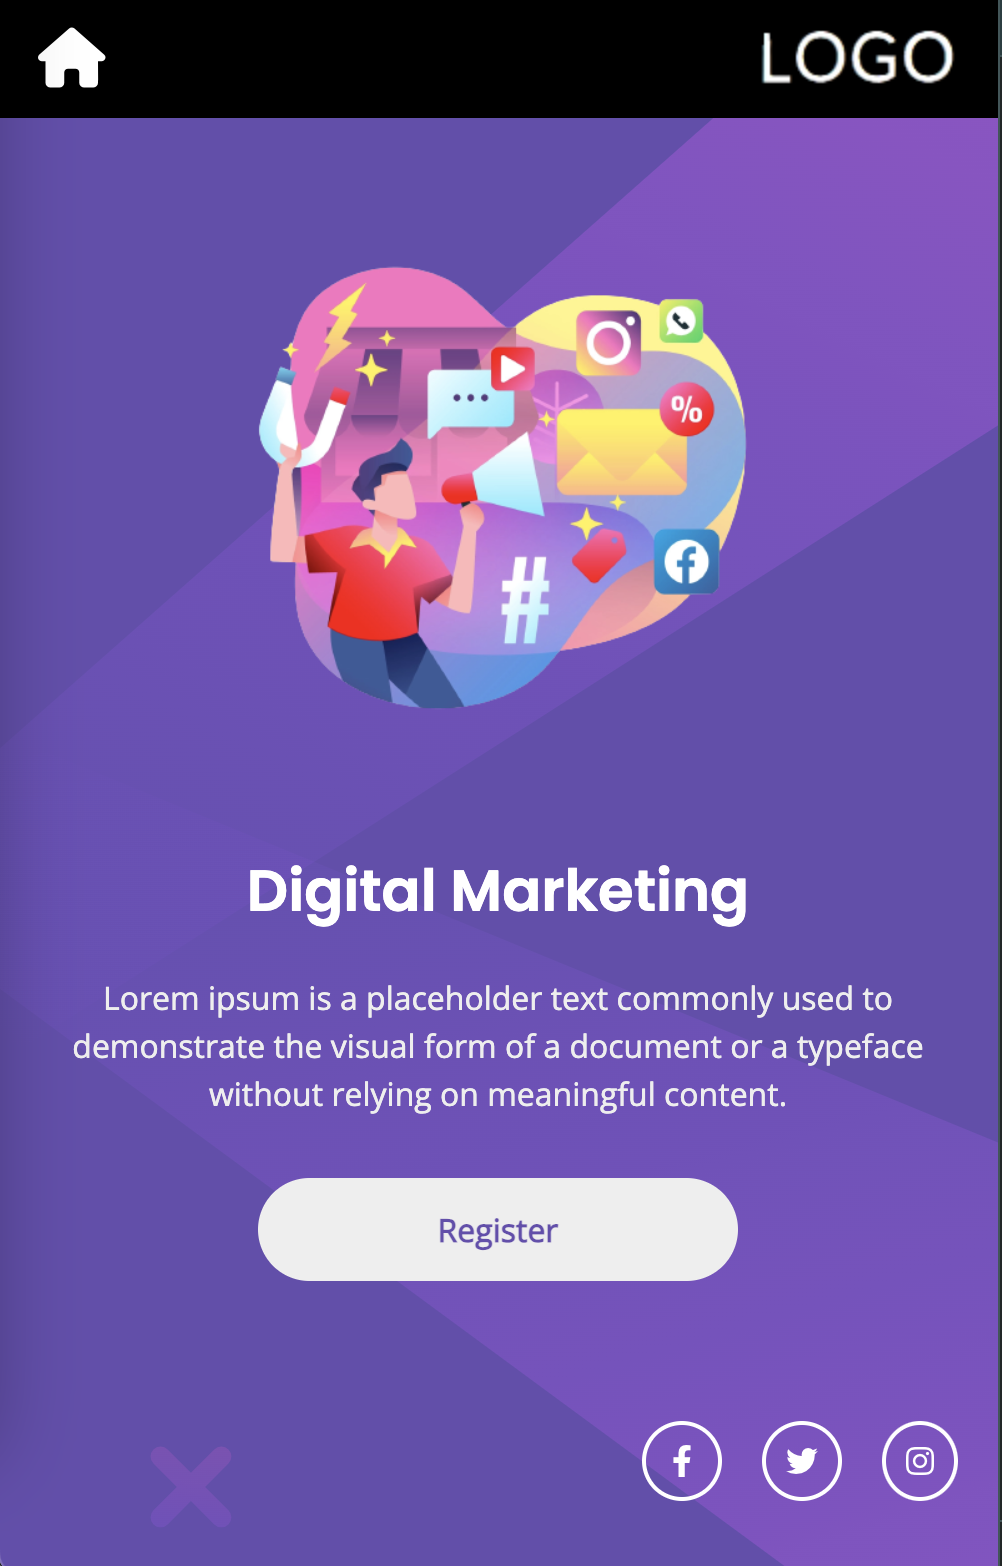 LOGO
%
#
Digital Marketing
Lorem ipsum is a placeholder text commonly used to
demonstrate the visual form of a document or a typeface
without relying on meaningful content.
Register